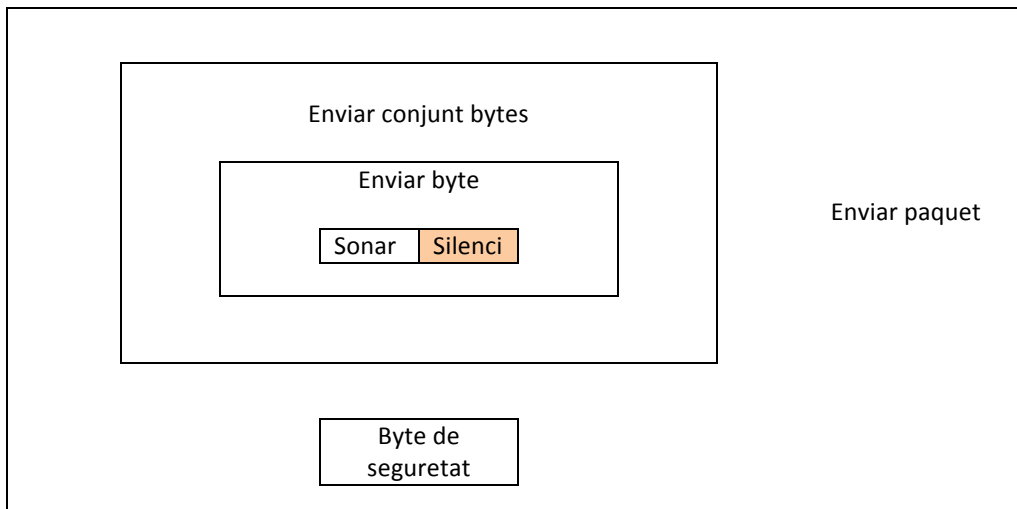 Enviar conjunt bytes
Enviar byte
Enviar paquet
Sonar
Silenci
Byte de
seguretat